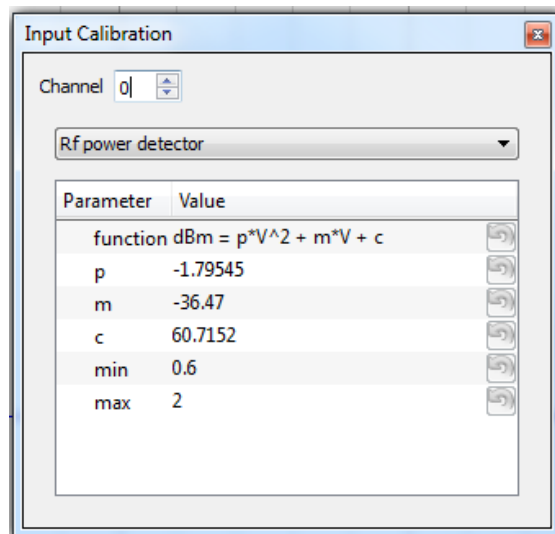 Input Calibration
Channel 0
Rf power detector
Parameter Value
function dBm = p*V^2 + m*V + c
p -1.79545
m -36.47
c 60.7152
min 0.6
max 2